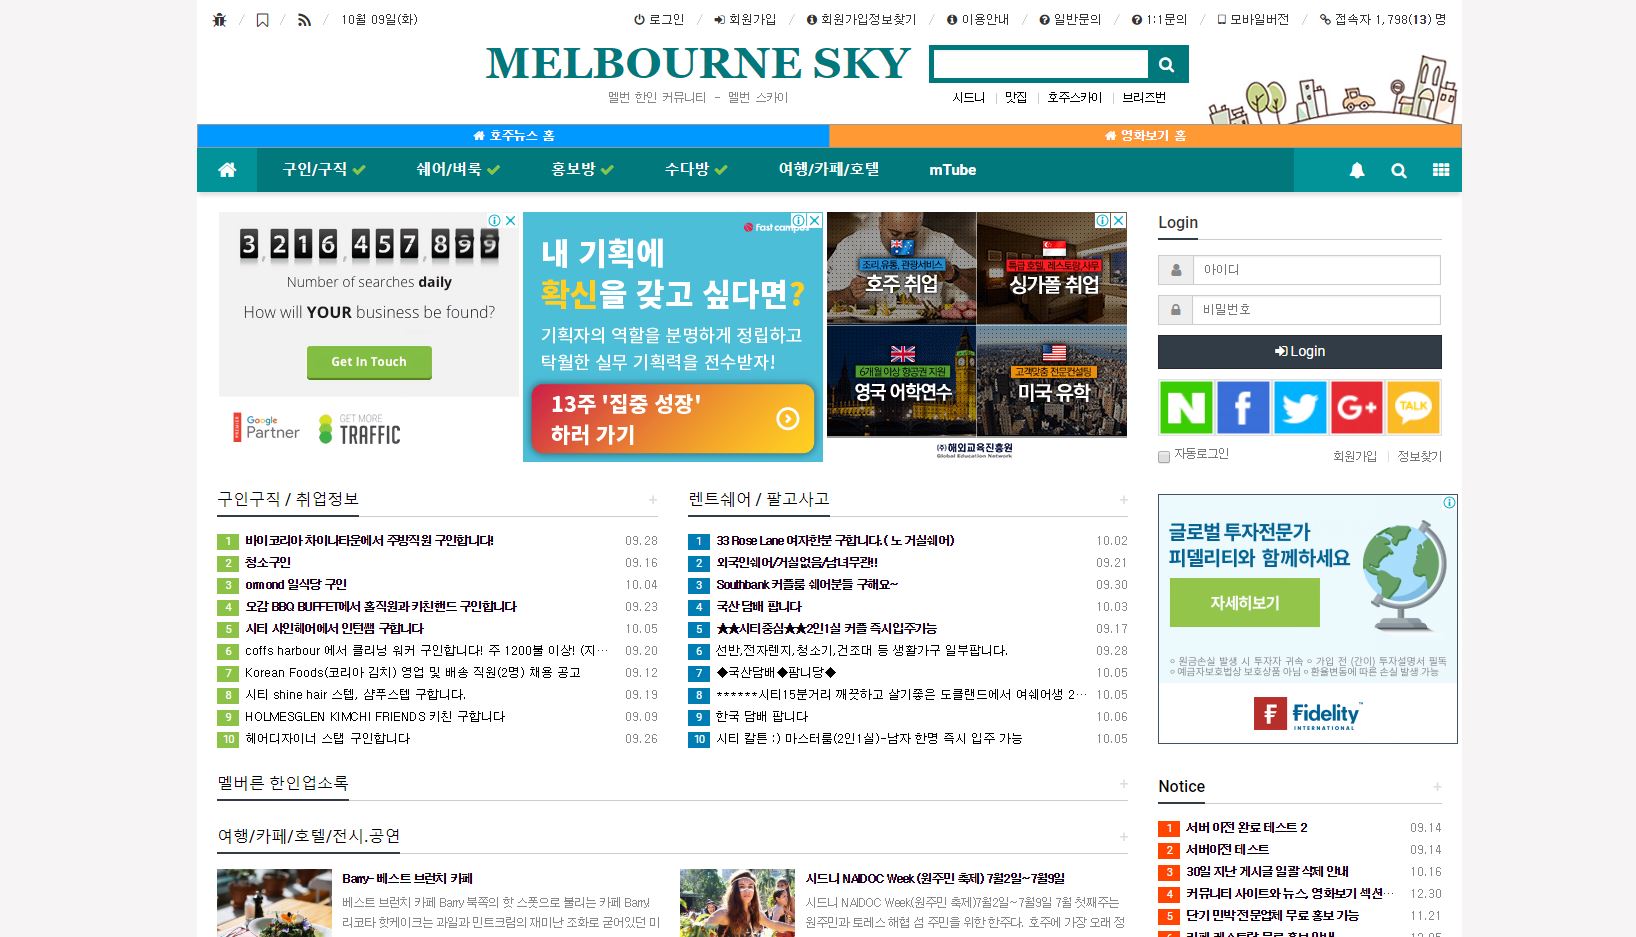 10월 09일(화)
로그인
회원가입
회원가입정보찾기
이용안내
일반문의
1:1문의
모바일버전
접속자 1,798(13) 명
MELBOURNE SKY
멜번 한인 커뮤니티 - 멜번 스카이
시드니
맛집
호주스카이
브리즈번
호주뉴스 홈
영화보기 홈
구인/구직
쉐어/벼룩
홍보방
수다방
여행/카페/호텔
mTube
3,216,457,899
Number of searches daily
How will YOUR business be found?
Get In Touch
PREMIER
Google
Partner
GET MORE
TRAFFIC
fast campus
내 기획에
확신을 갖고 싶다면?
기획자의 역할을 분명하게 정립하고
탁월한 실무 기획력을 전수받자!
13주 '집중 성장'
하러 가기
조리 유통, 관광서비스
호주 취업
특급 호텔, 레스토랑 사무
싱가폴 취업
6개월 이상 항공권 지원
영국 어학연수
고객맞춤 전문컨설팅
미국 유학
(주)해외교육진흥원
Global Education Network
Login
아이디
비밀번호
Login
N
f
G+
TALK
자동로그인
회원가입
정보찾기
구인구직 / 취업정보 +
1 바이코리아 차이나타운에서 주방직원 구인합니다! 09.28
2 청소구인 09.16
3 ormond 일식당 구인 10.04
4 오감 BBQ BUFFET에서 홀직원과 키친핸드 구인합니다 09.23
5 시티 샤인헤어에서 인턴쌤 구합니다 10.05
6 coffs harbour 에서 클리닝 워커 구인합니다! 주 1200불 이상! (지… 09.20
7 Korean Foods(코리아 김치) 영업 및 배송 직원(2명) 채용 공고 09.12
8 시티 shine hair 스텝, 샴푸스텝 구합니다. 09.19
9 HOLMESGLEN KIMCHI FRIENDS 키친 구합니다 09.09
10 헤어디자이너 스탭 구인합니다 09.26
렌트쉐어 / 팔고사고 +
1 33 Rose Lane 여자한분 구합니다.( 노 거실쉐어) 10.02
2 외국인쉐어/거실없음/남녀무관!! 09.21
3 Southbank 커플룸 쉐어분들 구해요~ 09.30
4 국산 담배 팝니다 10.03
5 ★★시티중심★★2인1실 커플 즉시입주가능 09.17
6 선반,전자렌지,청소기,건조대 등 생활가구 일부팝니다. 09.28
7 ◆국산담배◆팜니당◆ 10.05
8 ******시티15분거리 깨끗하고 살기좋은 도클랜드에서 여쉐어생 2… 10.05
9 한국 담배 팝니다 10.06
10 시티 칼튼 :) 마스터룸(2인1실)-남자 한명 즉시 입주 가능 10.05
글로벌 투자전문가
피델리티와 함께하세요
자세히보기
○ 원금손실 발생 시 투자자 귀속 ○ 가입 전 (간이) 투자설명서 필독
○ 예금자보호법상 보호상품 아님 ○ 환율변동에 따른 손실 발생 가능
Fidelity
INTERNATIONAL
멜버른 한인업소록 +
여행/카페/호텔/전시.공연 +
Barry- 베스트 브런치 카페
베스트 브런치 카페 Barry 북쪽의 핫 스폿으로 불리는 카페 Barry!
리코타 핫케이크는 과일과 민트크림의 재미난 조화로 굳어있던 미
시드니 NAIDOC Week (원주민 축제) 7월2일~7월9일
시드니 NAIDOC Week(원주민 축제)7월2일~7월9일 7월 첫째주는
원주민과 토레스 해협 섬 주민을 위한 한주다. 호주에 가장 오래 정
Notice +
1 서버 이전 완료 테스트 2 09.14
2 서버이전 테스트 09.14
3 30일 지난 게시글 일괄 삭제 안내 10.16
4 커뮤니티 사이트와 뉴스, 영화보기 섹션… 12.30
5 단기 민박 전문업체 무료 홍보 가능 11.21